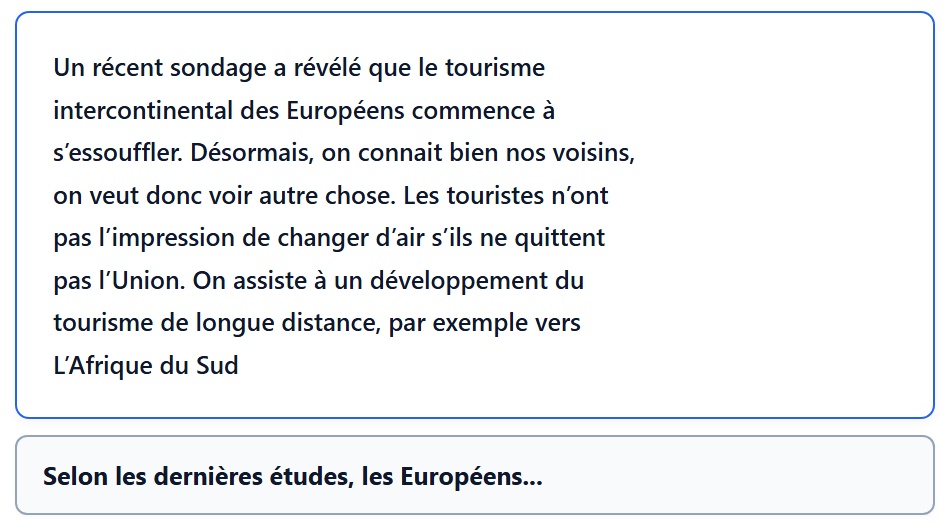 Un récent sondage a révélé que le tourisme
intercontinental des Européens commence à
s’essouffler. Désormais, on connait bien nos voisins,
on veut donc voir autre chose. Les touristes n’ont
pas l’impression de changer d’air s’ils ne quittent
pas l’Union. On assiste à un développement du
tourisme de longue distance, par exemple vers
L’Afrique du Sud
Selon les dernières études, les Européens...